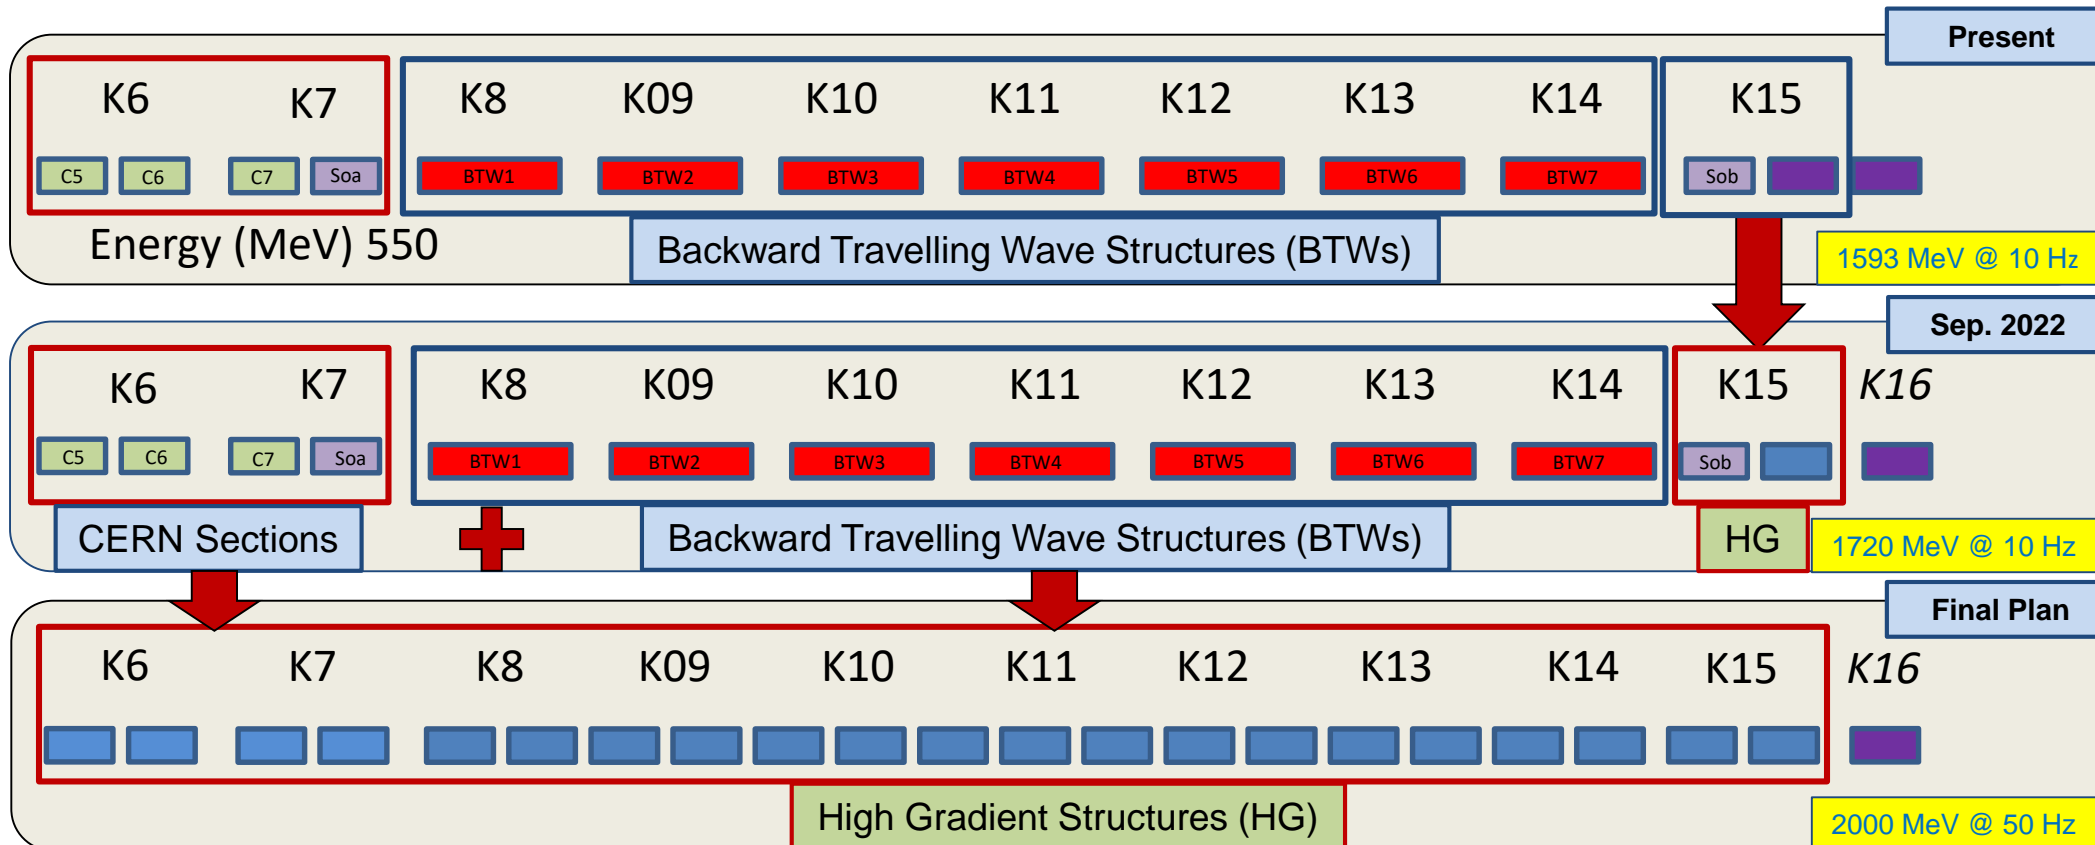 Present
K6 K7 K8 K09 K10 K11 K12 K13 K14 K15
C5 C6 C7 Soa BTW1 BTW2 BTW3 BTW4 BTW5 BTW6 BTW7 Sob
Energy (MeV) 550
Backward Travelling Wave Structures (BTWs)
1593 MeV @ 10 Hz
Sep. 2022
K6 K7 K8 K09 K10 K11 K12 K13 K14 K15 K16
C5 C6 C7 Soa BTW1 BTW2 BTW3 BTW4 BTW5 BTW6 BTW7 Sob
CERN Sections
Backward Travelling Wave Structures (BTWs)
HG
1720 MeV @ 10 Hz
Final Plan
K6 K7 K8 K09 K10 K11 K12 K13 K14 K15 K16
High Gradient Structures (HG)
2000 MeV @ 50 Hz